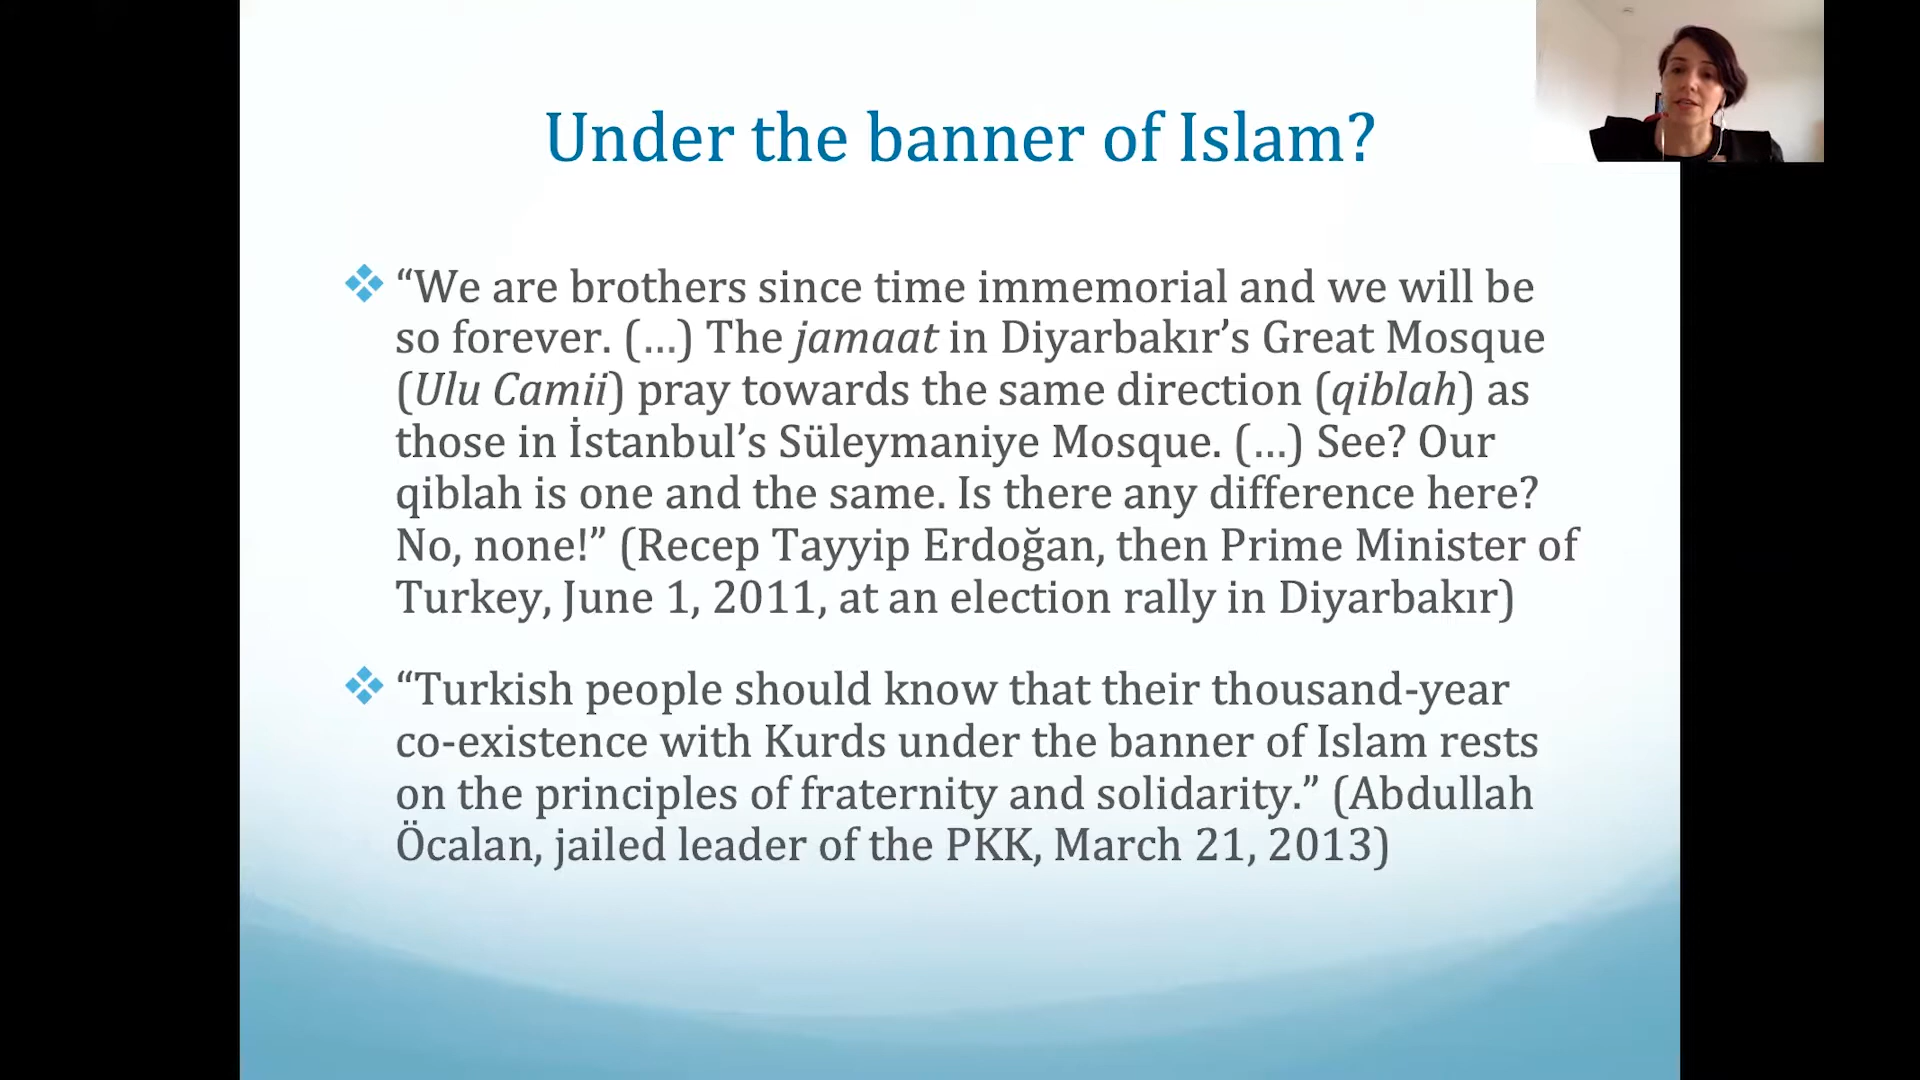 Under the banner of Islam?
“We are brothers since time immemorial and we will be
so forever. (…) The jamaat in Diyarbakır’s Great Mosque
(Ulu Camii) pray towards the same direction (qiblah) as
those in İstanbul’s Süleymaniye Mosque. (…) See? Our
qiblah is one and the same. Is there any difference here?
No, none!” (Recep Tayyip Erdoğan, then Prime Minister of
Turkey, June 1, 2011, at an election rally in Diyarbakır)
“Turkish people should know that their thousand-year
co-existence with Kurds under the banner of Islam rests
on the principles of fraternity and solidarity.” (Abdullah
Öcalan, jailed leader of the PKK, March 21, 2013)